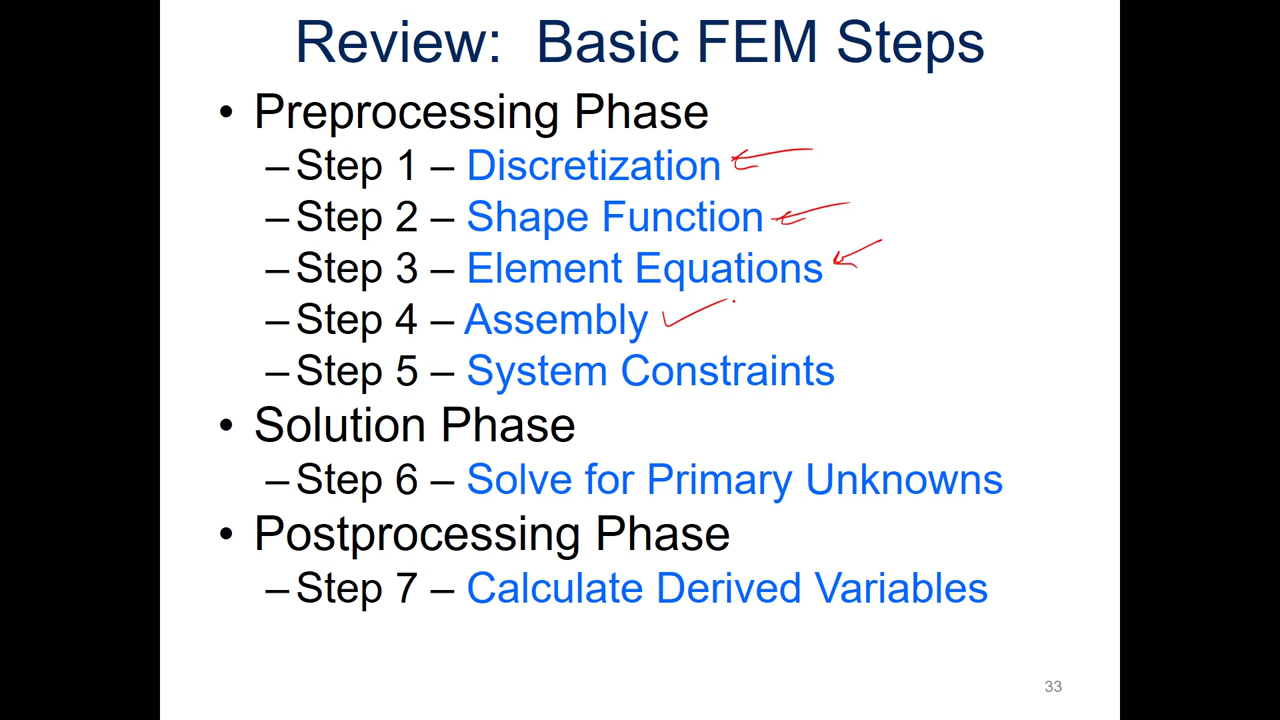 Review: Basic FEM Steps
• Preprocessing Phase
–Step 1 – Discretization
–Step 2 – Shape Function
–Step 3 – Element Equations
–Step 4 – Assembly
–Step 5 – System Constraints
• Solution Phase
–Step 6 – Solve for Primary Unknowns
• Postprocessing Phase
–Step 7 – Calculate Derived Variables
33